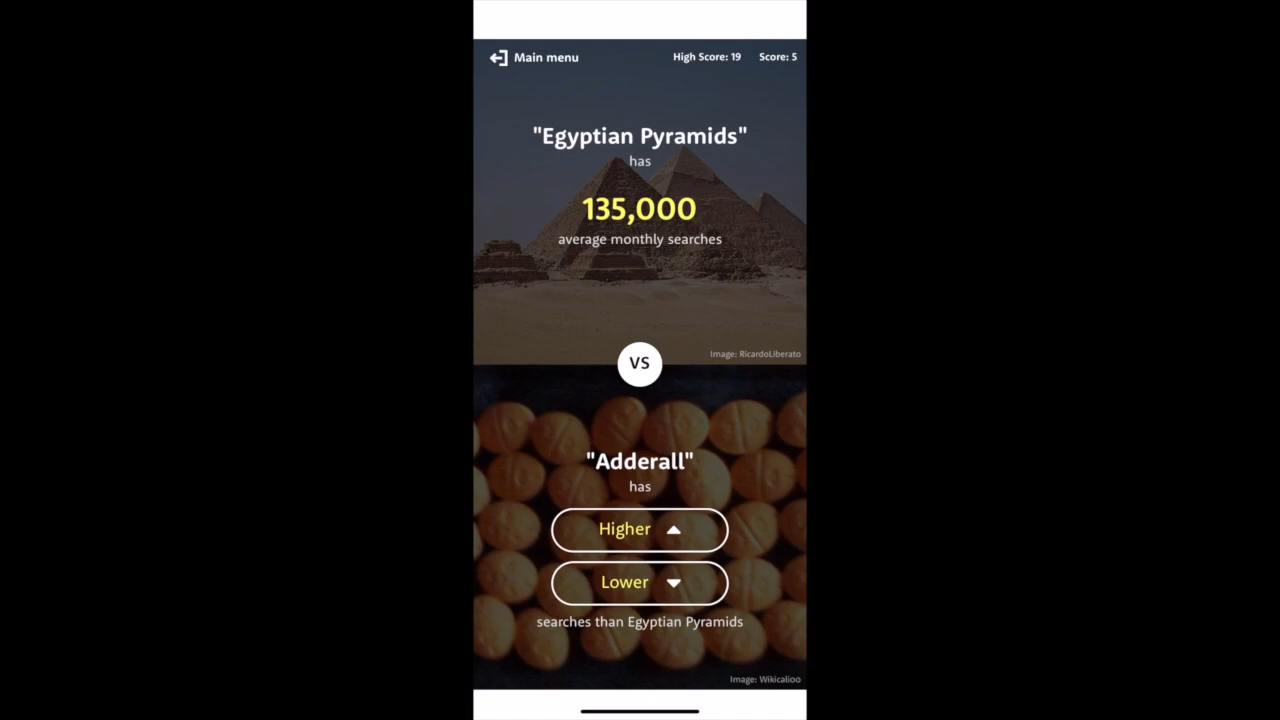 Main menu
High Score: 19
Score: 5
"Egyptian Pyramids"
has
135,000
average monthly searches
Image: RicardoLiberato
VS
"Adderall"
has
Higher
Lower
searches than Egyptian Pyramids
Image: Wikicalioo